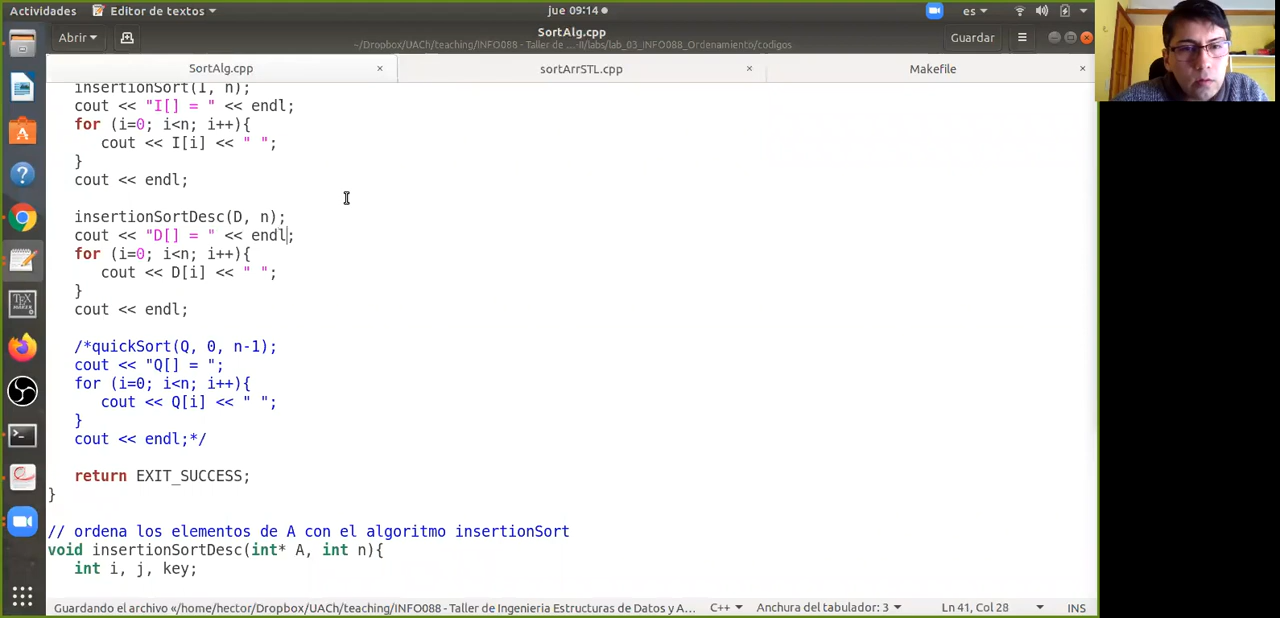 Actividades
Editor de textos
jue 09:14
es
Abrir
SortAlg.cpp
~/Dropbox/UACh/teaching/INFO088 - Taller de ...-II/labs/lab_03_INFO088_Ordenamiento/codigos
Guardar
SortAlg.cpp ×
sortArrSTL.cpp ×
Makefile ×
insertionSort(I, n);
cout << "I[] = " << endl;
for (i=0; i<n; i++){
cout << I[i] << " ";
}
cout << endl;
insertionSortDesc(D, n);
cout << "D[] = " << endl;
for (i=0; i<n; i++){
cout << D[i] << " ";
}
cout << endl;
/*quickSort(Q, 0, n-1);
cout << "Q[] = ";
for (i=0; i<n; i++){
cout << Q[i] << " ";
}
cout << endl;*/
return EXIT_SUCCESS;
}
// ordena los elementos de A con el algoritmo insertionSort
void insertionSortDesc(int* A, int n){
int i, j, key;
Guardando el archivo «/home/hector/Dropbox/UACh/teaching/INFO088 - Taller de Ingenieria Estructuras de Datos y A...
C++
Anchura del tabulador: 3
Ln 41, Col 28
INS